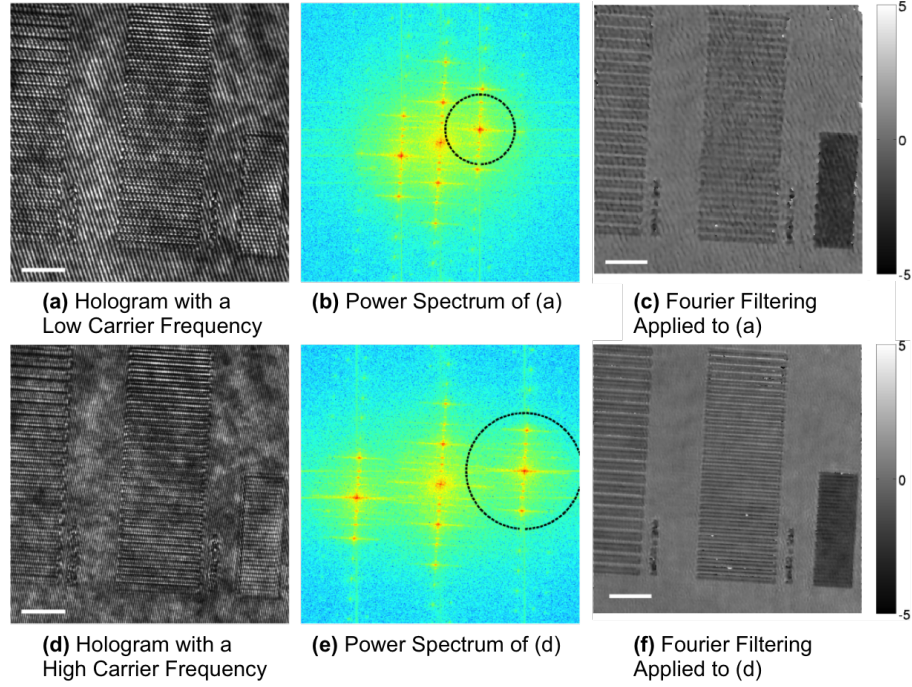 5
0
-5
(a) Hologram with a
Low Carrier Frequency
(b) Power Spectrum of (a)
(c) Fourier Filtering
Applied to (a)
5
0
-5
(d) Hologram with a
High Carrier Frequency
(e) Power Spectrum of (d)
(f) Fourier Filtering
Applied to (d)